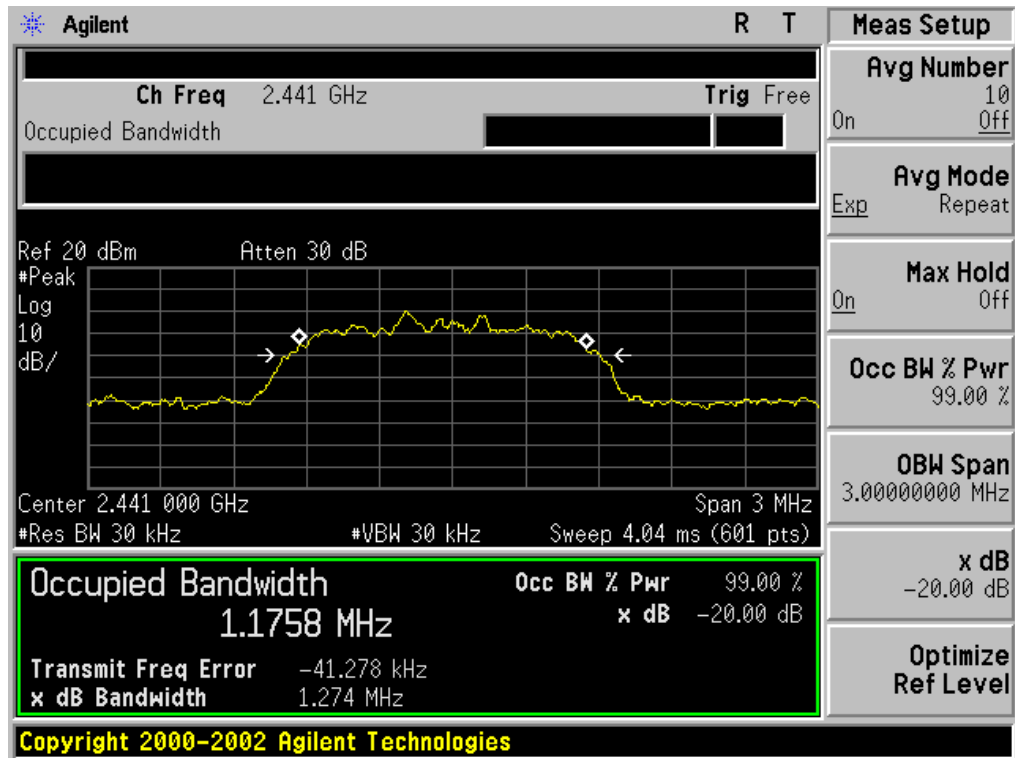 Agilent R T
Ch Freq 2.441 GHz Trig Free
Occupied Bandwidth
Ref 20 dBm Atten 30 dB
#Peak
Log
10
dB/
Center 2.441 000 GHz Span 3 MHz
#Res BW 30 kHz #VBW 30 kHz Sweep 4.04 ms (601 pts)
Occupied Bandwidth Occ BW % Pwr 99.00 %
1.1758 MHz x dB -20.00 dB
Transmit Freq Error -41.278 kHz
x dB Bandwidth 1.274 MHz
Copyright 2000-2002 Agilent Technologies
Meas Setup
Avg Number
10
On Off
Avg Mode
Exp Repeat
Max Hold
On Off
Occ BW % Pwr
99.00 %
OBW Span
3.00000000 MHz
x dB
-20.00 dB
Optimize
Ref Level